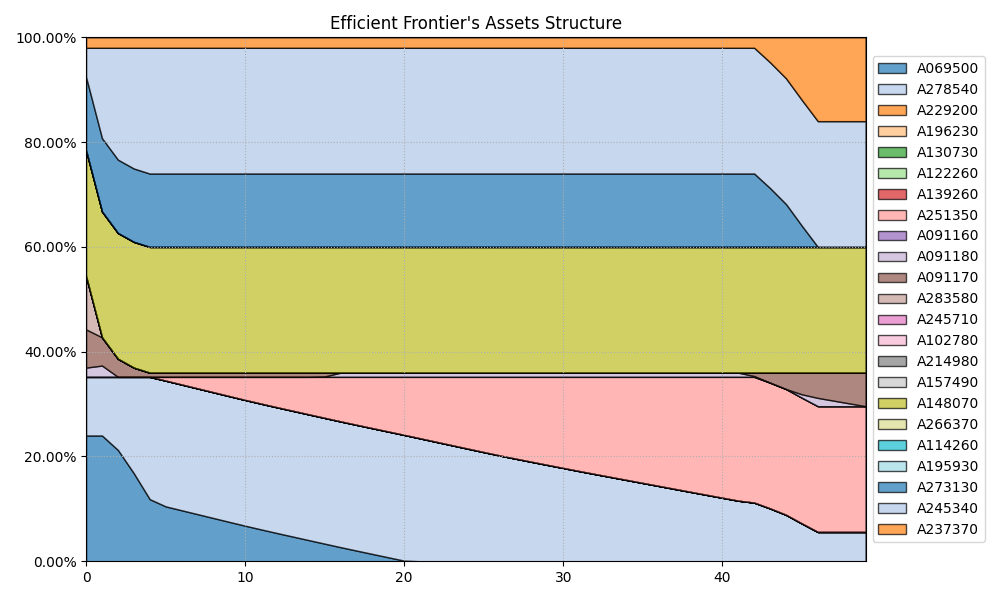 Efficient Frontier's Assets Structure
100.00%
80.00%
60.00%
40.00%
20.00%
0.00%
0
10
20
30
40
A069500
A278540
A229200
A196230
A130730
A122260
A139260
A251350
A091160
A091180
A091170
A283580
A245710
A102780
A214980
A157490
A148070
A266370
A114260
A195930
A273130
A245340
A237370